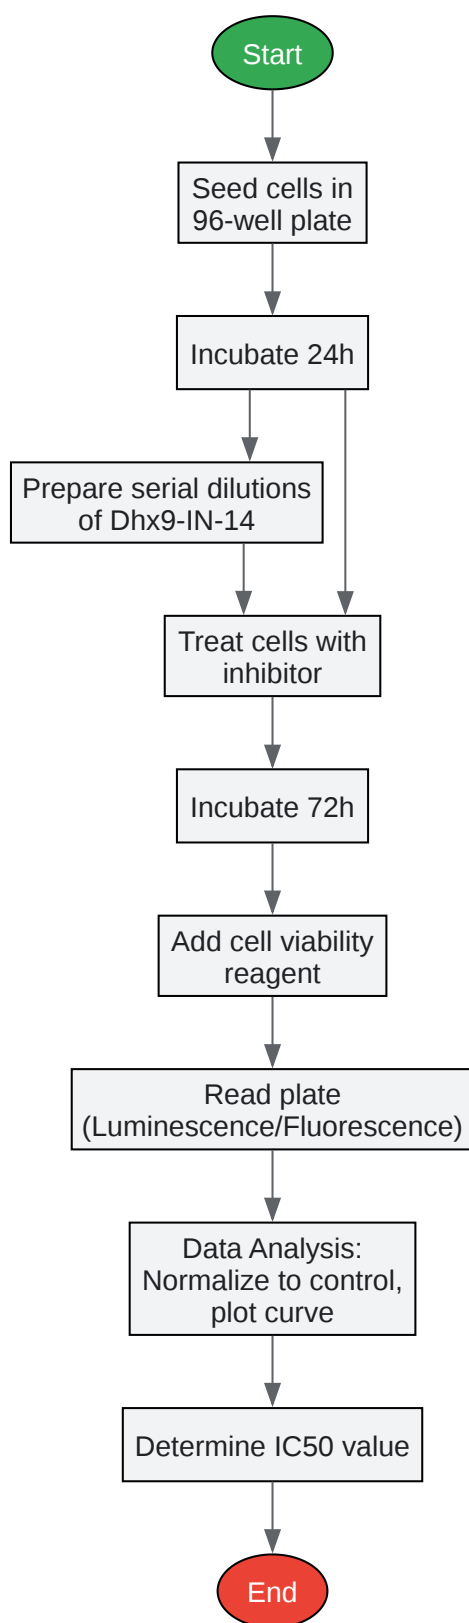 Start
Seed cells in
96-well plate
Incubate 24h
Prepare serial dilutions
of Dhx9-IN-14
Treat cells with
inhibitor
Incubate 72h
Add cell viability
reagent
Read plate
(Luminescence/Fluorescence)
Data Analysis:
Normalize to control,
plot curve
Determine IC50 value
End